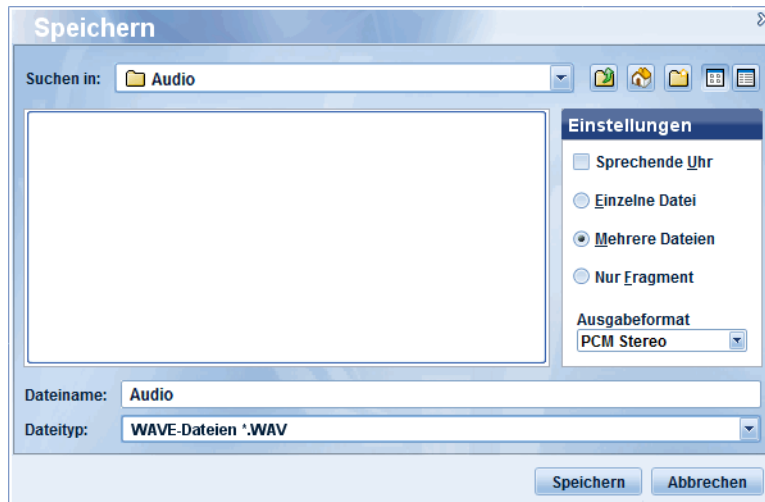 Speichern
Suchen in: Audio
Einstellungen
Sprechende Uhr
Einzelne Datei
Mehrere Dateien
Nur Fragment
Ausgabeformat
PCM Stereo
Dateiname: Audio
Dateityp: WAVE-Dateien *.WAV
Speichern Abbrechen